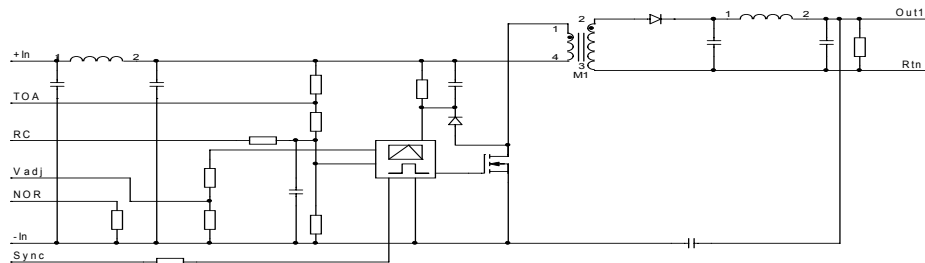 1 2 Out1
1 2
+In 1 2 4 3 Rtn
M1
TOA
RC
Vadj
NOR
-In
Sync